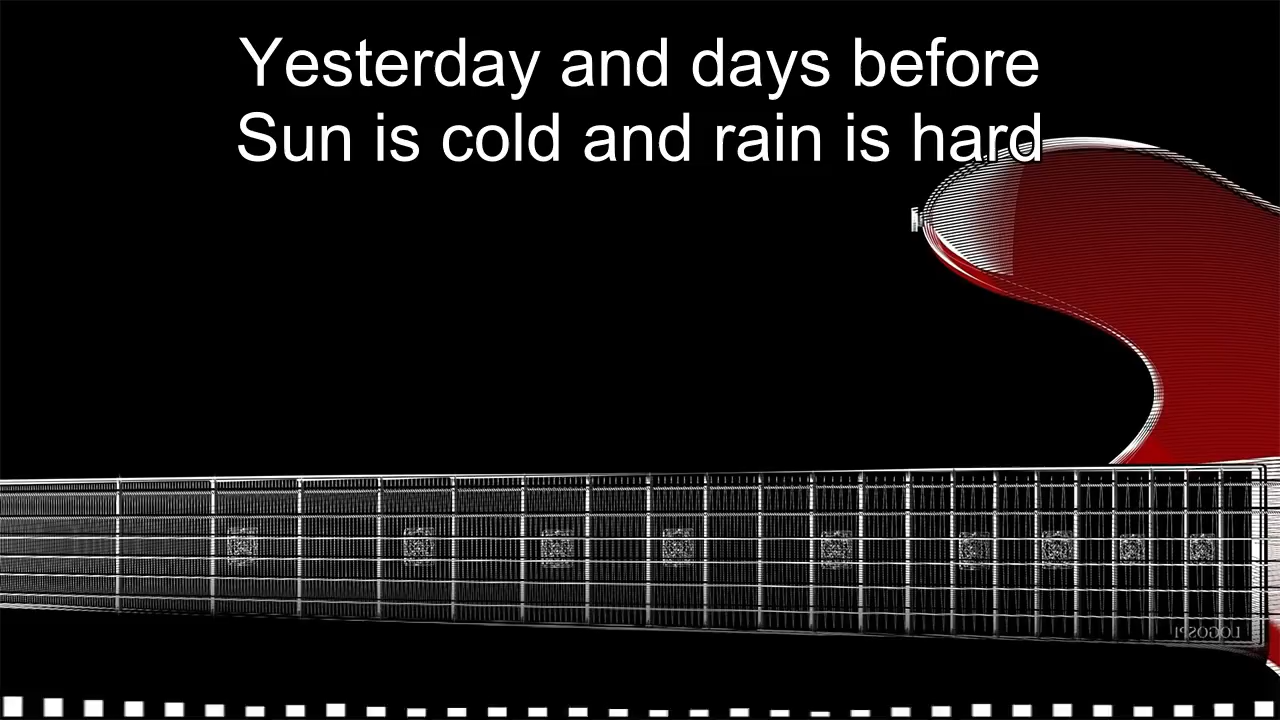 Yesterday and days before
Sun is cold and rain is hard